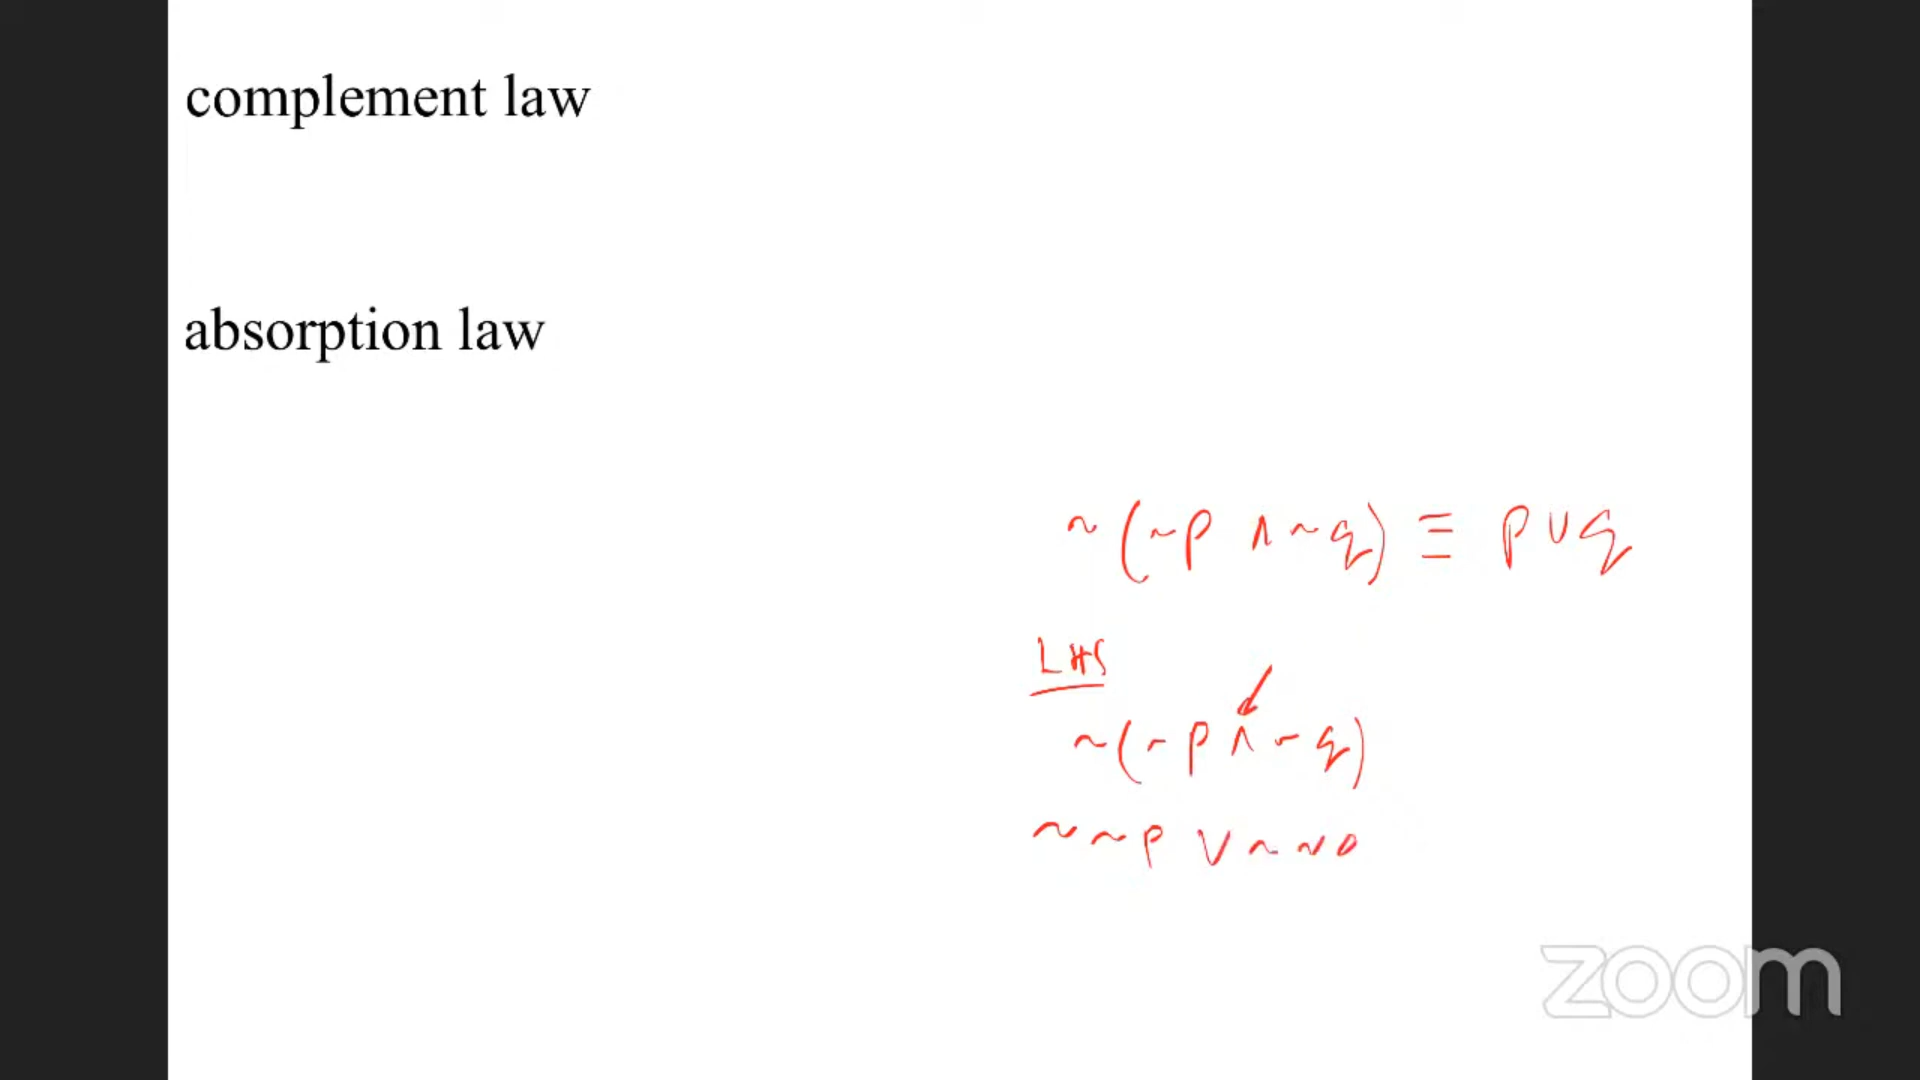 complement law
absorption law
~(~p ∧ ~q) ≡ p ∨ q
LHS
~(~p ∧ ~q)
~~p ∨ ~~
zoom